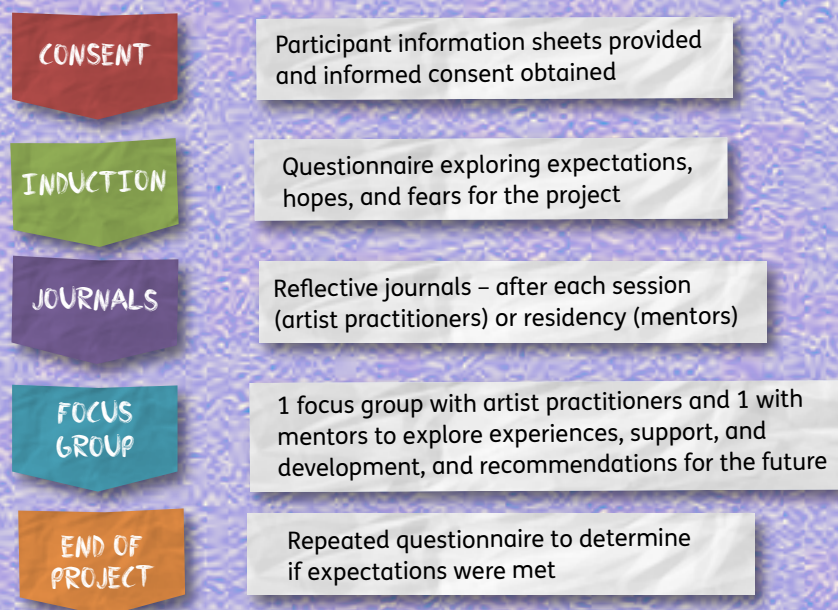 CONSENT
Participant information sheets provided
and informed consent obtained
INDUCTION
Questionnaire exploring expectations,
hopes, and fears for the project
JOURNALS
Reflective journals – after each session
(artist practitioners) or residency (mentors)
FOCUS
GROUP
1 focus group with artist practitioners and 1 with
mentors to explore experiences, support, and
development, and recommendations for the future
END OF
PROJECT
Repeated questionnaire to determine
if expectations were met